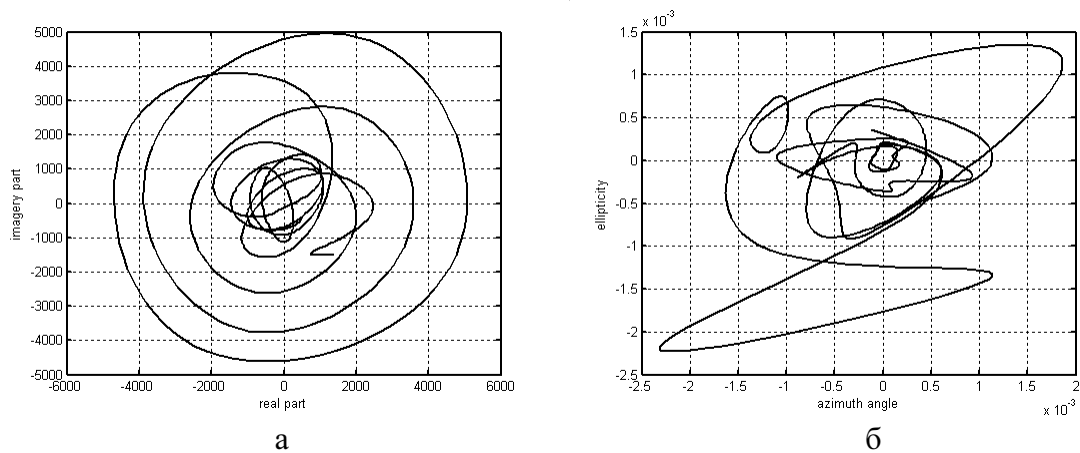 5000
4000
3000
2000
1000
0
-1000
-2000
-3000
-4000
-5000
-6000 -4000 -2000 0 2000 4000 6000
imagery part
real part
а
x 10⁻³
1.5
1
0.5
0
-0.5
-1
-1.5
-2
-2.5
-2.5 -2 -1.5 -1 -0.5 0 0.5 1 1.5 2
x 10⁻³
ellipticity
azimuth angle
б